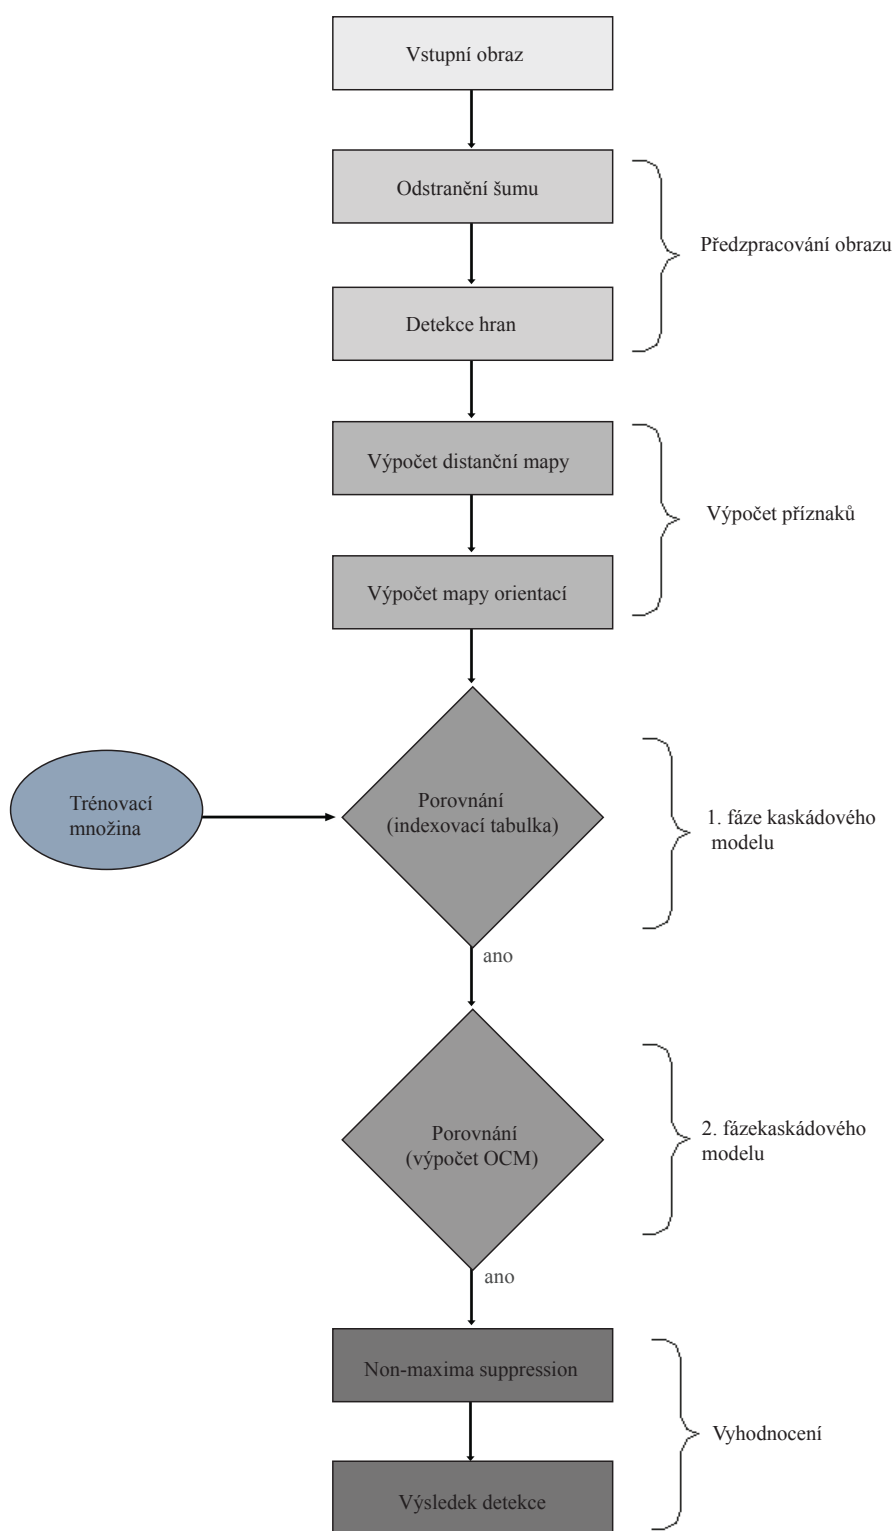 Vstupní obraz
Odstranění šumu
Předzpracování obrazu
Detekce hran
Výpočet distanční mapy
Výpočet příznaků
Výpočet mapy orientací
Trénovací
množina
Porovnání
(indexovací tabulka)
1. fáze kaskádového
modelu
ano
Porovnání
(výpočet OCM)
2. fázekaskádového
modelu
ano
Non-maxima suppression
Vyhodnocení
Výsledek detekce